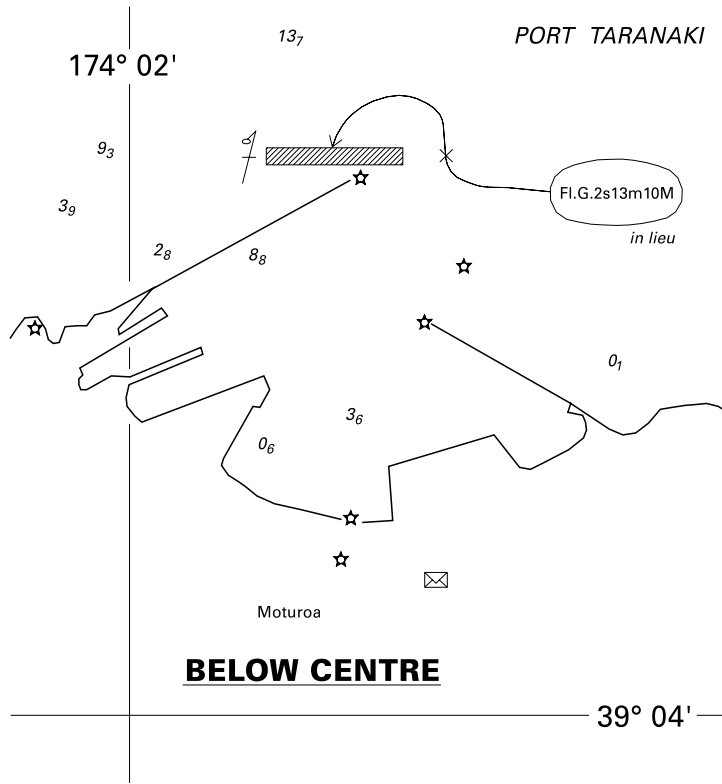 13₇
PORT TARANAKI
174° 02'
9₃
Fl.G.2s13m10M
3₉
in lieu
2₈
8₈
0₁
3₆
0₆
Moturoa
BELOW CENTRE
39° 04'